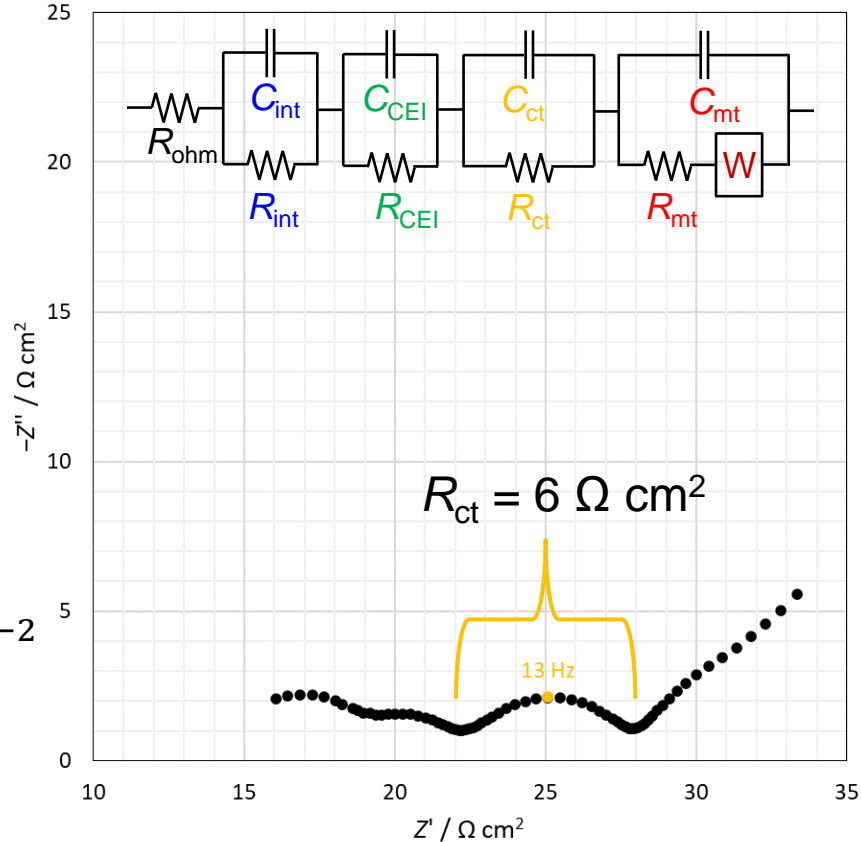 25
20
15
10
5
0
10 15 20 25 30 35
−Z″ / Ω cm²
Z' / Ω cm²
C_int C_CEI C_ct C_mt
R_ohm
W
R_int R_CEI R_ct R_mt
R_ct = 6 Ω cm²
13 Hz
−2